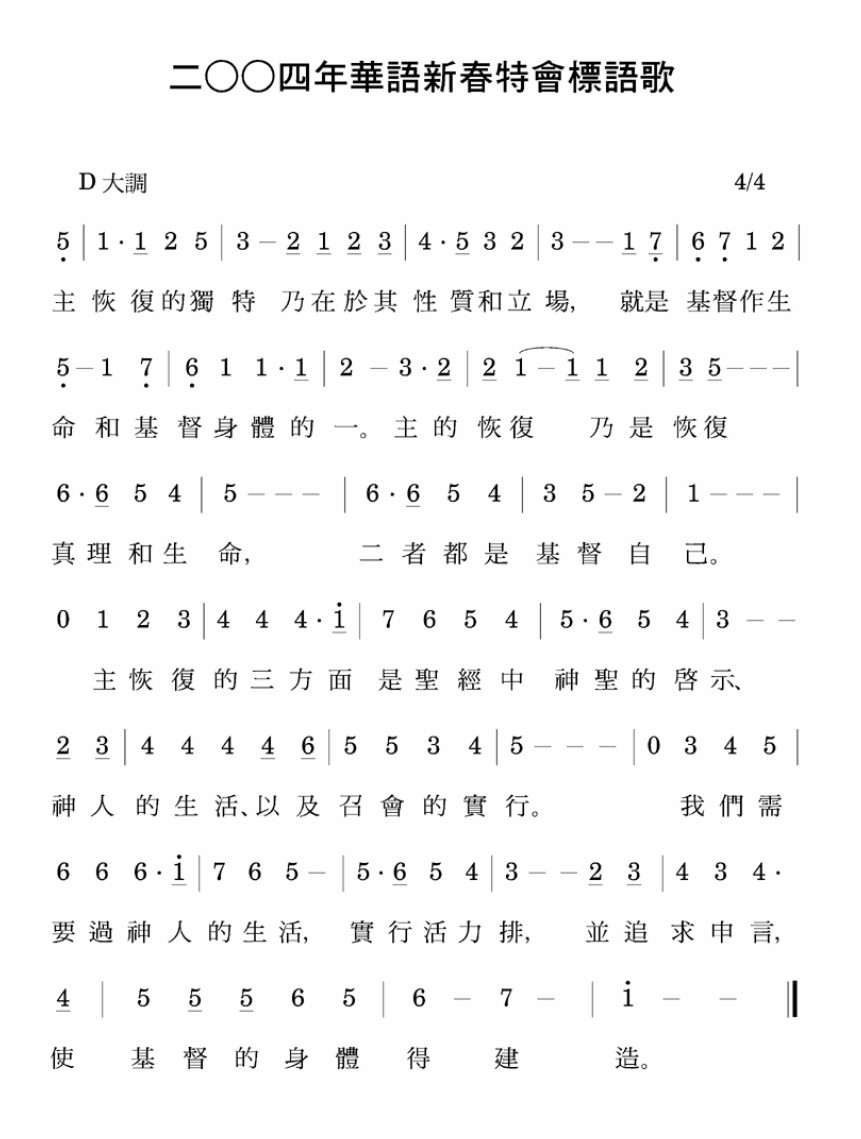 二〇〇四年華語新春特會標語歌
D 大調 4/4
5̣ | 1 · 1̲ 2 5 | 3 – 2̲ 1̲ 2̲ 3̲ | 4 · 5̲ 3 2 | 3 – – 1̲ 7̲̣ | 6̣ 7̣ 1 2 |
主恢復的獨特乃在於其性質和立場,就是基督作生
5̣ – 1 7̣ | 6̣ 1 1 · 1̲ | 2 – 3 · 2̲ | 2̲ 1 – 1̲ 1̲ 2̲ | 3̲ 5̲ – – – |
命和基督身體的一。主的恢復 乃是恢復
6 · 6̲ 5 4 | 5 – – – | 6 · 6̲ 5 4 | 3 5 – 2 | 1 – – – |
真理和生命, 二者都是基督自己。
0 1 2 3 | 4 4 4 · 1̲̇ | 7 6 5 4 | 5 · 6̲ 5 4 | 3 – –
主恢復的三方面是聖經中神聖的啓示、
2̲ 3̲ | 4 4 4 4̲ 6̲ | 5 5 3 4 | 5 – – – | 0 3 4 5 |
神人的生活、以及召會的實行。 我們需
6 6 6 · 1̲̇ | 7 6 5 – | 5 · 6̲ 5 4 | 3 – – 2̲ 3̲ | 4 3 4 ·
要過神人的生活, 實行活力排, 並追求申言,
4̲ | 5 5̲ 5̲ 6 5 | 6 – 7 – | 1̇ – – ‖
使基督的身體得建造。